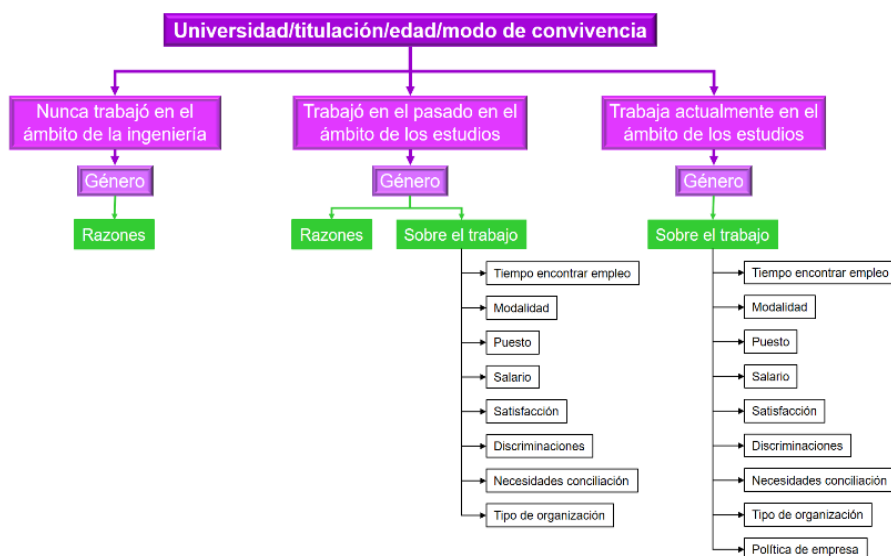 Universidad/titulación/edad/modo de convivencia
Nunca trabajó en el
ámbito de la ingeniería
Trabajó en el pasado en el
ámbito de los estudios
Trabaja actualmente en el
ámbito de los estudios
Género
Género
Género
Razones
Razones
Sobre el trabajo
Sobre el trabajo
Tiempo encontrar empleo
Modalidad
Puesto
Salario
Satisfacción
Discriminaciones
Necesidades conciliación
Tipo de organización
Tiempo encontrar empleo
Modalidad
Puesto
Salario
Satisfacción
Discriminaciones
Necesidades conciliación
Tipo de organización
Política de empresa